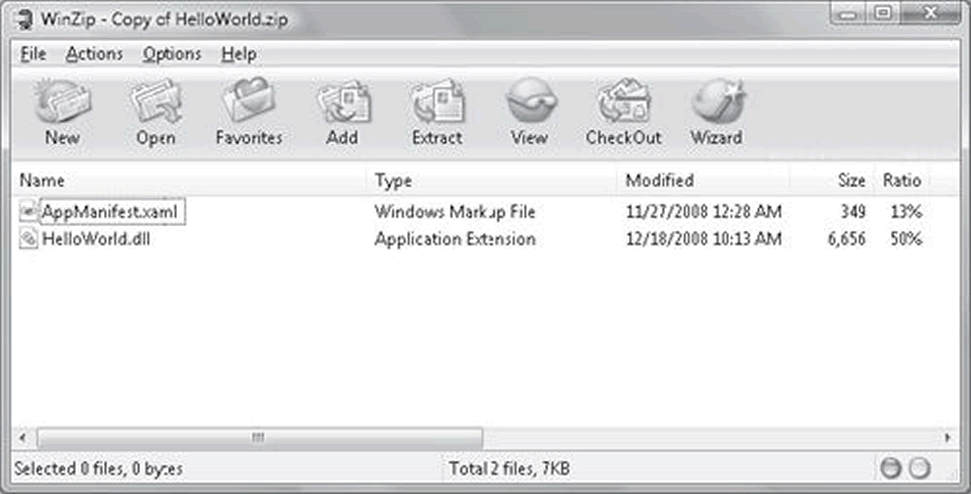 WinZip - Copy of HelloWorld.zip
File Actions Options Help
New Open Favorites Add Extract View CheckOut Wizard
Name Type Modified Size Ratio
AppManifest.xaml Windows Markup File 11/27/2008 12:28 AM 349 13%
HelloWorld.dll Application Extension 12/18/2008 10:13 AM 6,656 50%
Selected 0 files, 0 bytes Total 2 files, 7KB